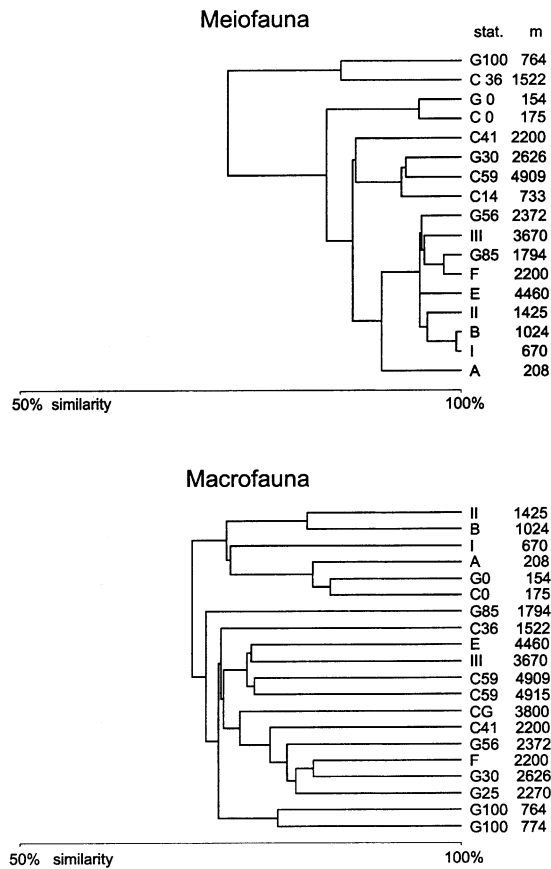 Meiofauna
stat. m
G100 764
C 36 1522
G 0 154
C 0 175
C41 2200
G30 2626
C59 4909
C14 733
G56 2372
III 3670
G85 1794
F 2200
E 4460
II 1425
B 1024
I 670
A 208
50% similarity 100%
Macrofauna
II 1425
B 1024
I 670
A 208
G0 154
C0 175
G85 1794
C36 1522
E 4460
III 3670
C59 4909
C59 4915
CG 3800
C41 2200
G56 2372
F 2200
G30 2626
G25 2270
G100 764
G100 774
50% similarity 100%